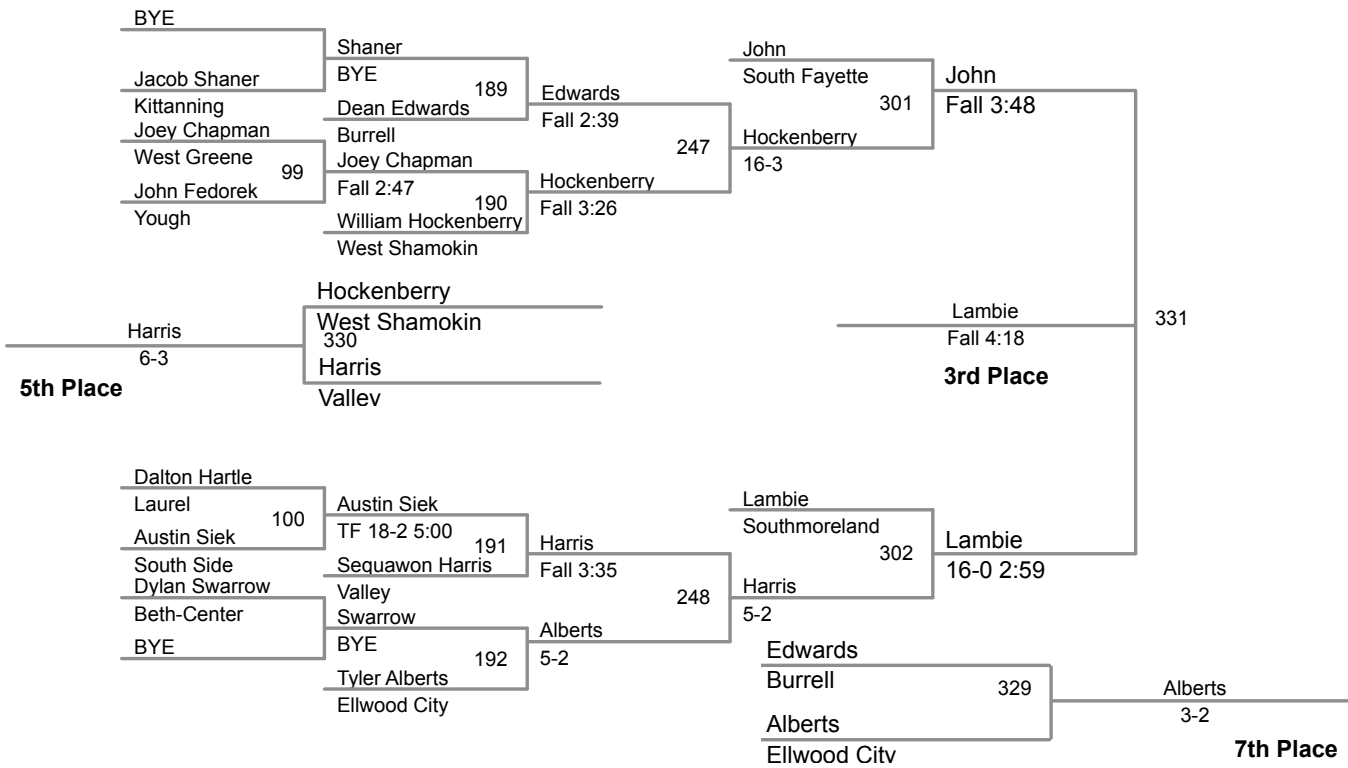 BYE
Jacob Shaner
Kittanning
Joey Chapman
West Greene
99
John Fedorek
Yough
Shaner
BYE
189
Dean Edwards
Burrell
Joey Chapman
Fall 2:47
190
William Hockenberry
West Shamokin
Edwards
Fall 2:39
247
Hockenberry
Fall 3:26
John
South Fayette
301
Hockenberry
16-3
John
Fall 3:48
Hockenberry
West Shamokin
330
Harris
Valley
Harris
6-3
5th Place
Lambie
Fall 4:18
3rd Place
331
Dalton Hartle
Laurel
100
Austin Siek
South Side
Dylan Swarrow
Beth-Center
BYE
Austin Siek
TF 18-2 5:00
191
Sequawon Harris
Valley
Swarrow
BYE
192
Tyler Alberts
Ellwood City
Harris
Fall 3:35
248
Alberts
5-2
Lambie
Southmoreland
302
Harris
5-2
Lambie
16-0 2:59
Edwards
Burrell
329
Alberts
Ellwood City
Alberts
3-2
7th Place